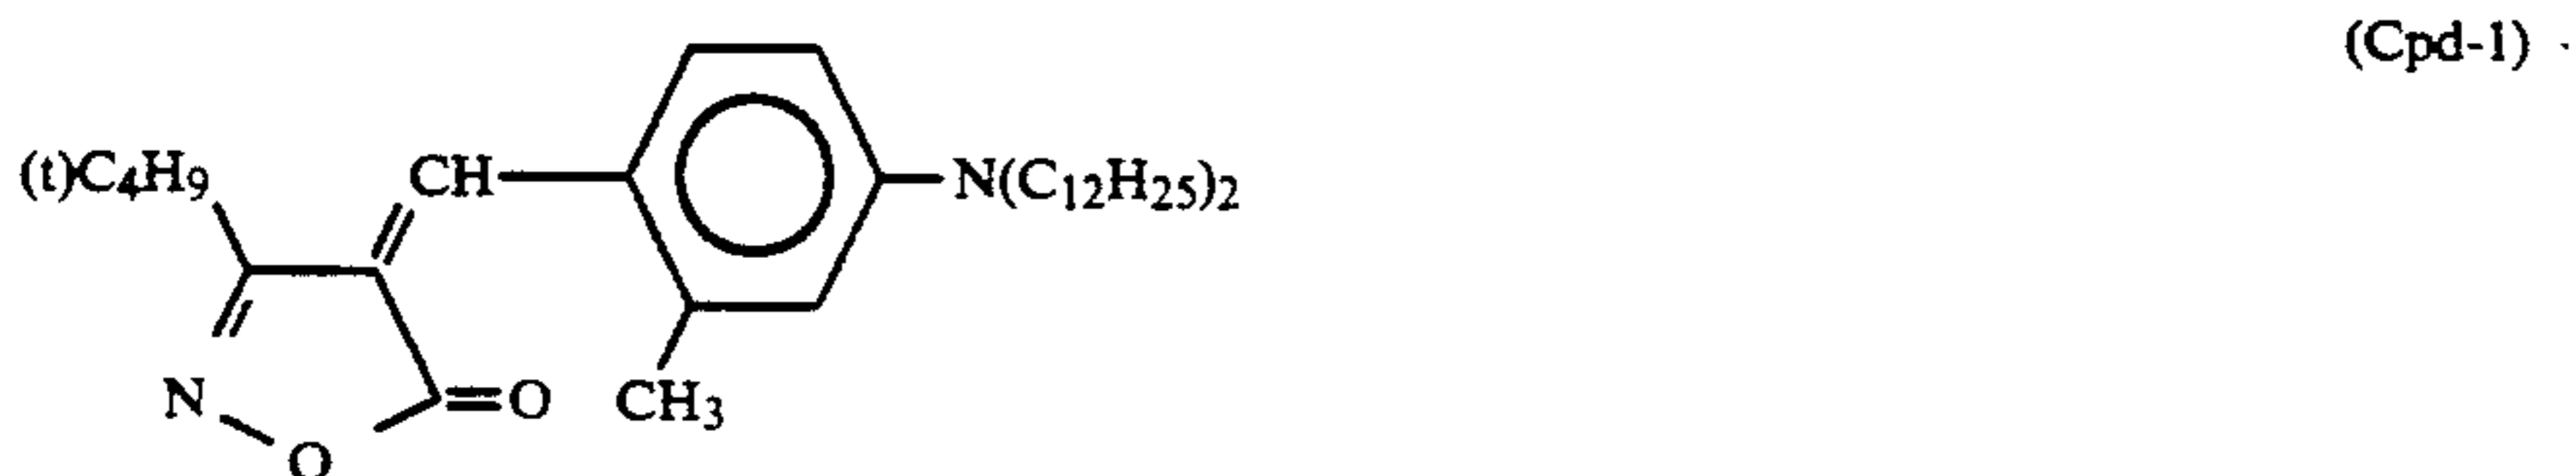 (Cpd-1)
(t)C4H9
CH
N(C12H25)2
N
O
=O
CH3